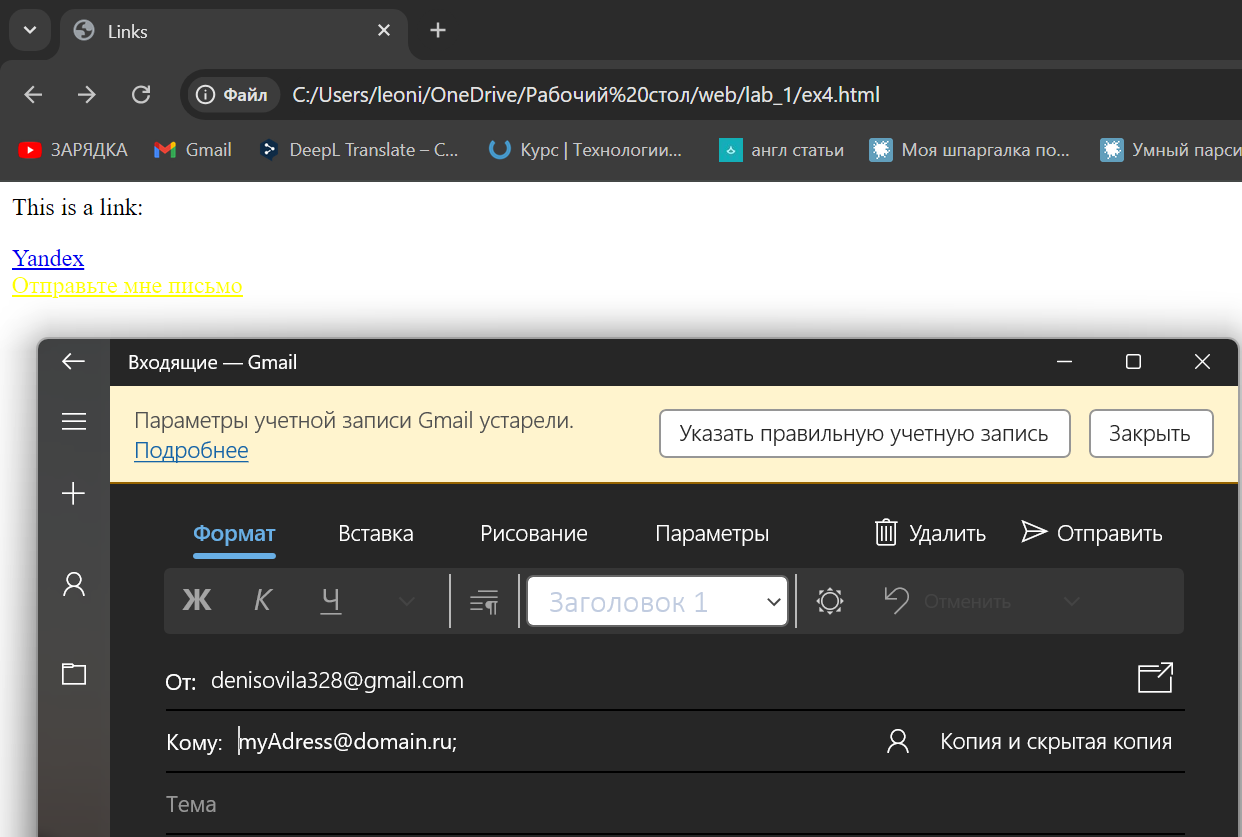 Links
Файл C:/Users/leoni/OneDrive/Рабочий%20стол/web/lab_1/ex4.html
ЗАРЯДКА Gmail DeepL Translate – С... Курс | Технологии... англ статьи Моя шпаргалка по... Умный парси
This is a link:
Yandex
Отправьте мне письмо
Входящие — Gmail
Параметры учетной записи Gmail устарели.
Подробнее
Указать правильную учетную запись Закрыть
Формат Вставка Рисование Параметры Удалить Отправить
Ж К Ч Заголовок 1 Отменить
От: denisovila328@gmail.com
Кому: myAdress@domain.ru; Копия и скрытая копия
Тема